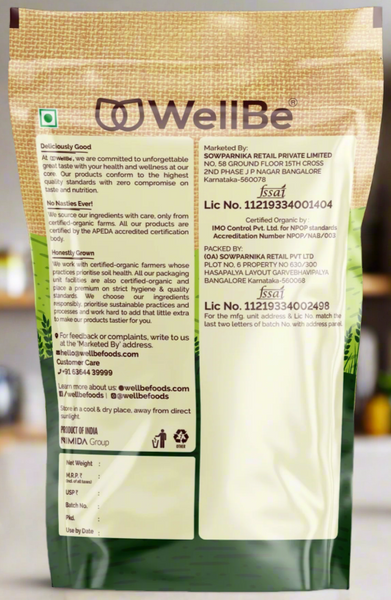 WellBe®
Deliciously Good
At WellBe, we are committed to unforgettable
great taste with your health and wellness at our
core. Our products conform to the highest
quality standards with zero compromise on
taste and nutrition.
No Nasties Ever!
We source our ingredients with care, only from
certified-organic farms. All our products are
certified by the APEDA accredited certification
body.
Honestly Grown
We work with certified-organic farmers whose
practices prioritise soil health. All our packaging
unit facilities are also certified-organic and
place a premium on strict hygiene & quality
standards. We choose our ingredients
responsibly, prioritise sustainable practices and
processes and work hard to add that little extra
to make our products tastier for you.
For feedback or complaints, write to us
at the 'Marketed By' address.
hello@wellbefoods.com
Customer Care
+91 63644 39999
Learn more about us: wellbefoods.com
/wellbefoods | @wellbefoods
Store in a cool & dry place, away from direct
sunlight.
PRODUCT OF INDIA
PRIMIDA Group
Net Weight :
M.R.P. ₹ :
(incl. of all taxes)
USP ₹ :
Batch No. :
Pkd. :
Use by Date :
Marketed By:
SOWPARNIKA RETAIL PRIVATE LIMITED
NO. 58 GROUND FLOOR 15TH CROSS
2ND PHASE J P NAGAR BANGALORE
Karnataka-560078
fssai
Lic No. 11219334001404
Certified Organic by
IMO Control Pvt. Ltd. for NPOP standards
Accreditation Number NPOP/NAB/003
PACKED BY:
(OA) SOWPARNIKA RETAIL PVT LTD
PLOT NO. 6 PROPERTY NO 630/300
HASAPALYA LAYOUT GARVEBHAVIPALYA
BANGALORE Karnataka-560068
fssai
Lic No. 11219334002498
For the mfg. unit address & Lic No. match the
last two letters of batch No. with address panel.